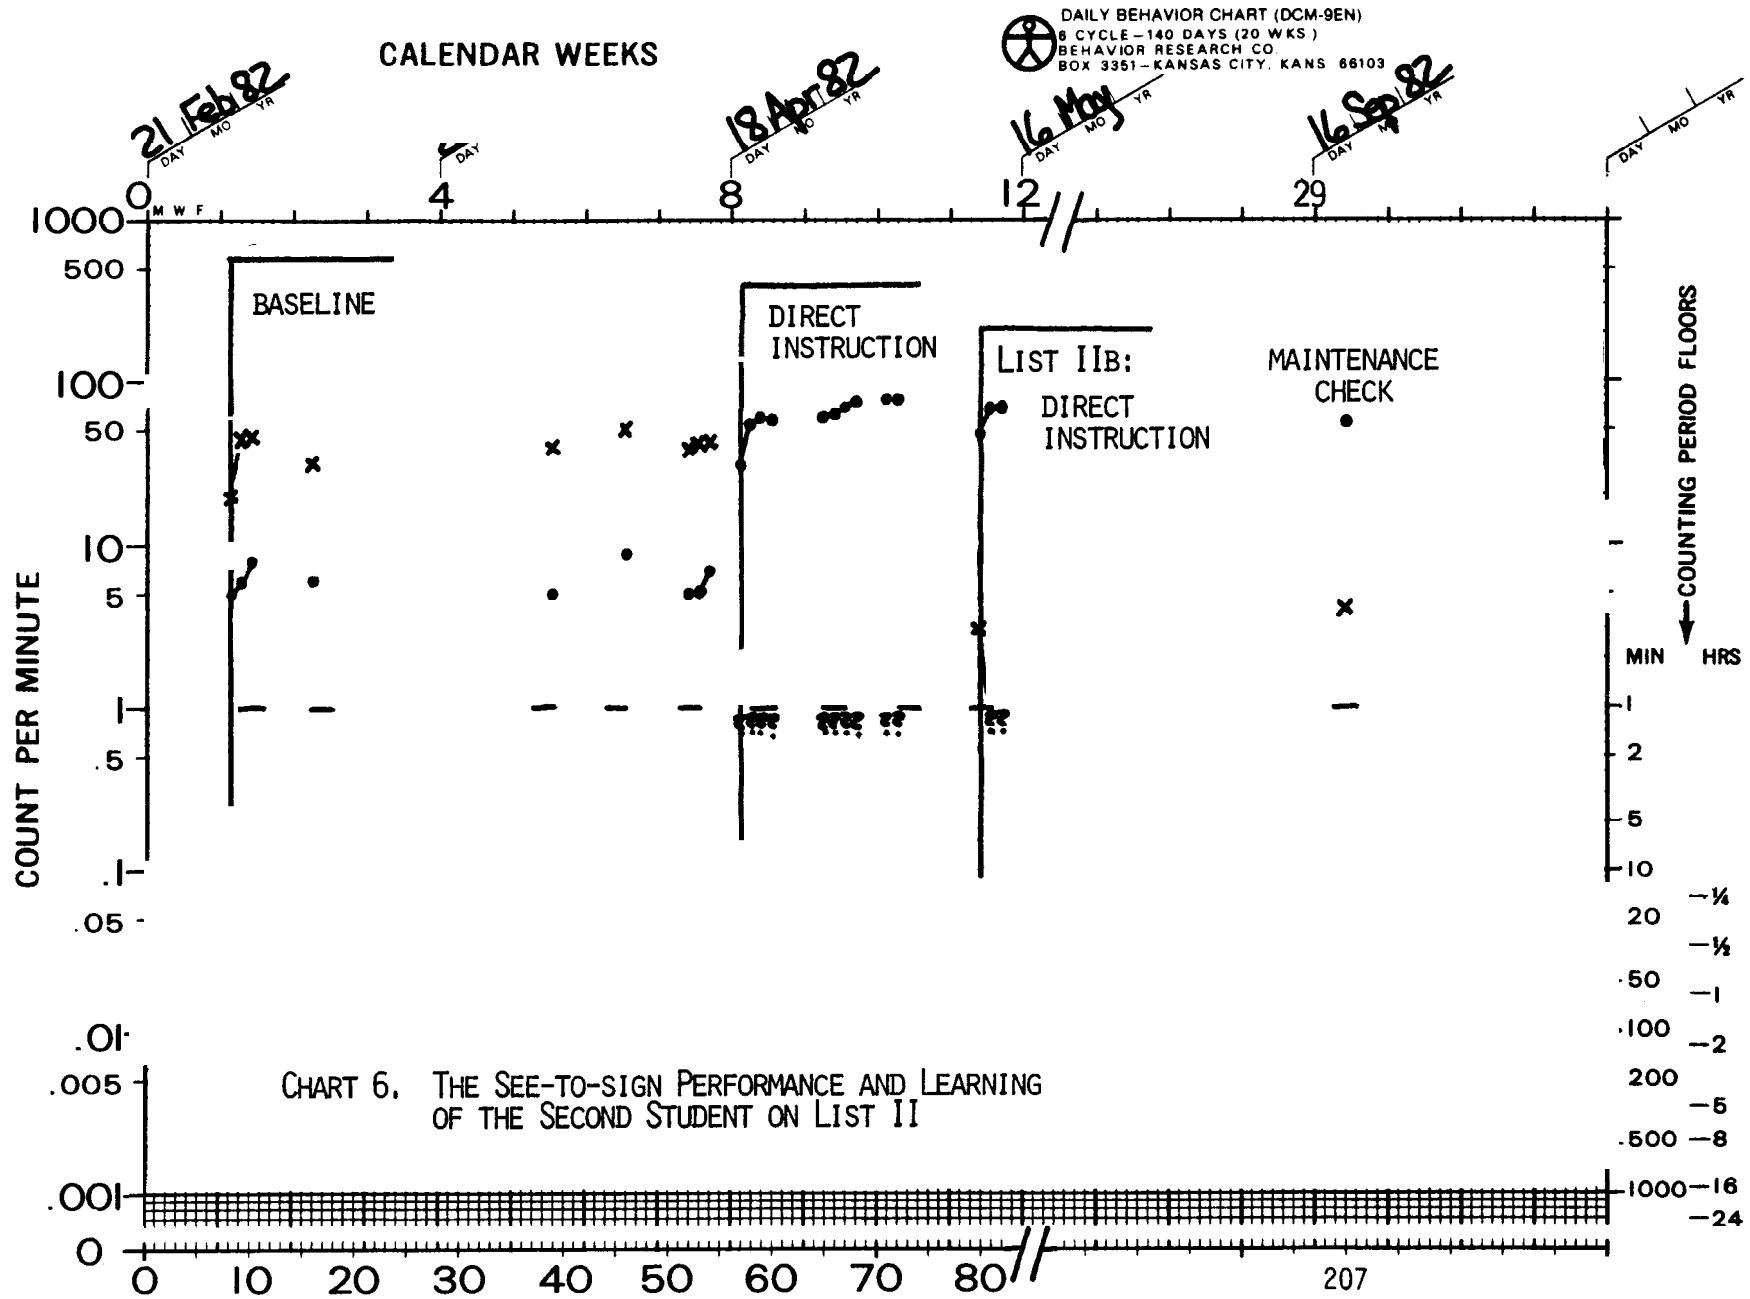 DAILY BEHAVIOR CHART (DCM-9EN)
6 CYCLE-140 DAYS (20 WKS.)
BEHAVIOR RESEARCH CO.
BOX 3351-KANSAS CITY, KANS 66103
CALENDAR WEEKS
21 Feb 82
18 Apr 82
16 May
16 Sep 82
DAY MO YR
DAY
DAY MO YR
DAY MO YR
DAY MO YR
DAY MO YR
0 4 8 12 29
M W F
1000
500
100
50
10
5
1
.5
.1
.05
.01
.005
.001
0
COUNT PER MINUTE
BASELINE
DIRECT
INSTRUCTION
LIST IIB:
DIRECT
INSTRUCTION
MAINTENANCE
CHECK
COUNTING PERIOD FLOORS
MIN HRS
1
2
5
10
-1/4
20
-1/2
50
-1
100
-2
200
-5
500 -8
1000-16
-24
CHART 6. THE SEE-TO-SIGN PERFORMANCE AND LEARNING
OF THE SECOND STUDENT ON LIST II
0 10 20 30 40 50 60 70 80 207